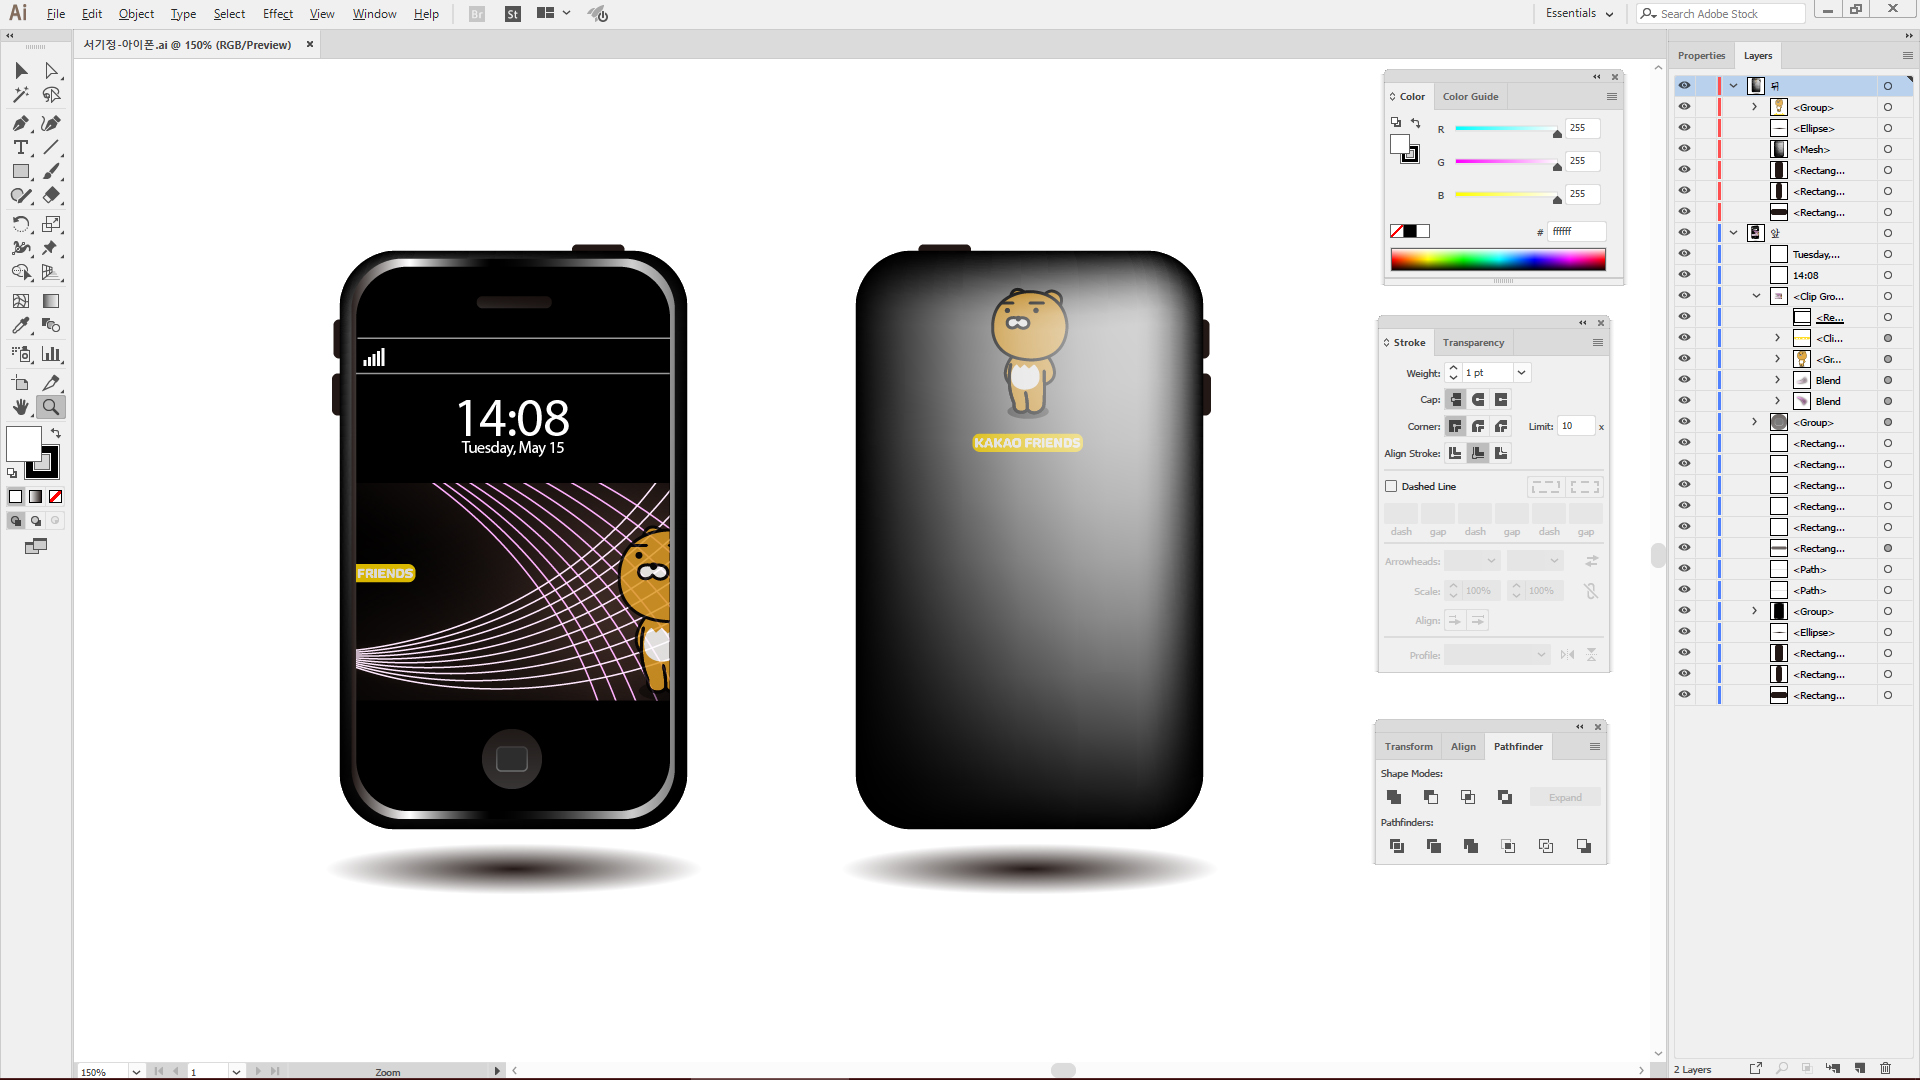 Ai File Edit Object Type Select Effect View Window Help Br St Essentials Search Adobe Stock
서기정-아이폰.ai @ 150% (RGB/Preview)
14:08
Tuesday, May 15
FRIENDS
KAKAO FRIENDS
Color Color Guide
R 255
G 255
B 255
# ffffff
Stroke Transparency
Weight: 1 pt
Cap:
Corner: Limit: 10 x
Align Stroke:
Dashed Line
dash gap dash gap dash gap
Arrowheads:
Scale: 100% 100%
Align:
Profile:
Transform Align Pathfinder
Shape Modes:
Expand
Pathfinders:
Properties Layers
뒤
<Group>
<Ellipse>
<Mesh>
<Rectang...
<Rectang...
<Rectang...
앞
Tuesday,...
14:08
<Clip Gro...
<Re...
<Cli...
<Gr...
Blend
Blend
<Group>
<Rectang...
<Rectang...
<Rectang...
<Rectang...
<Rectang...
<Rectang...
<Path>
<Path>
<Group>
<Ellipse>
<Rectang...
<Rectang...
<Rectang...
2 Layers
150% 1 Zoom